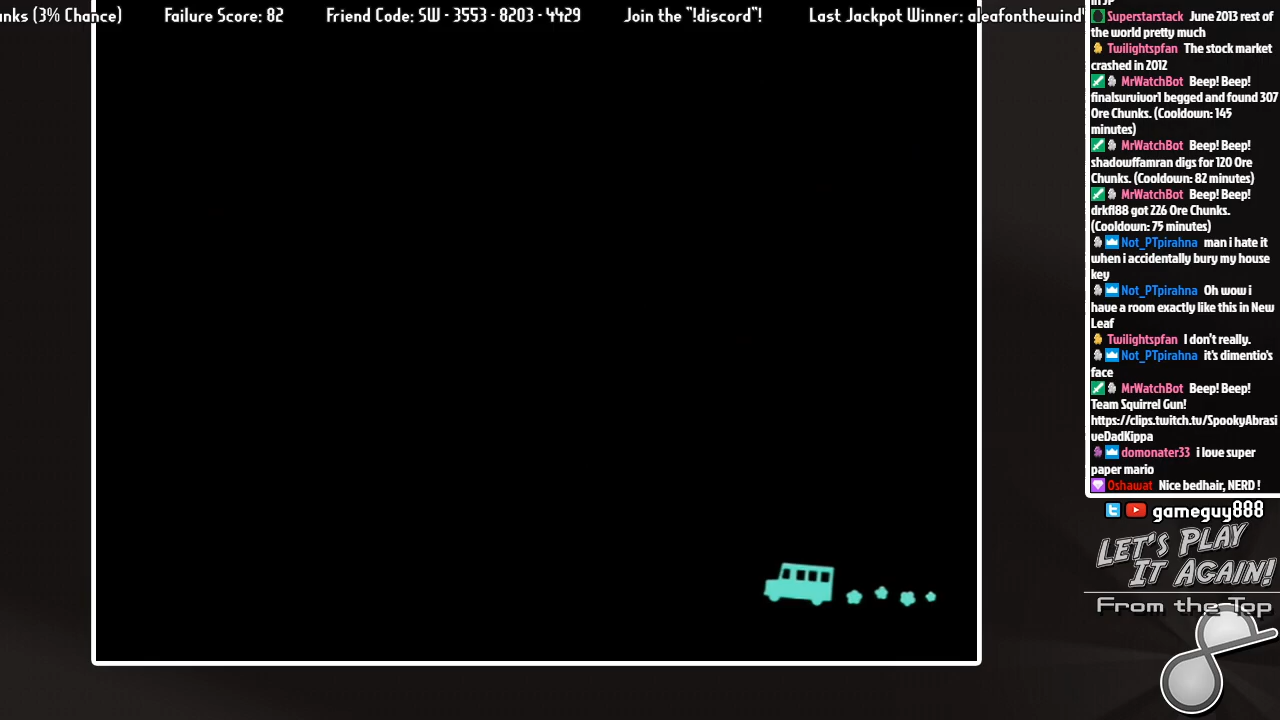 nks (3% Chance) Failure Score: 82 Friend Code: SW - 3553 - 8203 - 4429 Join the "!discord"! Last Jackpot Winner: aleafonthewind
Superstarstack June 2013 rest of
the world pretty much
Twilightspfan The stock market
crashed in 2012
MrWatchBot Beep! Beep!
finalsurvivor1 begged and found 307
Ore Chunks. (Cooldown: 145
minutes)
MrWatchBot Beep! Beep!
shadowffamran digs for 120 Ore
Chunks. (Cooldown: 82 minutes)
MrWatchBot Beep! Beep!
drkfl88 got 226 Ore Chunks.
(Cooldown: 75 minutes)
Not_PTpirahna man i hate it
when i accidentally bury my house
key
Not_PTpirahna Oh wow i
have a room exactly like this in New
Leaf
Twilightspfan I don't really.
Not_PTpirahna it's dimentio's
face
MrWatchBot Beep! Beep!
Team Squirrel Gun!
https://clips.twitch.tv/SpookyAbrasi
veDadKippa
domonater33 i love super
paper mario
Oshawat Nice bedhair, NERD !
gameguy888
LET'S PLAY
IT AGAIN!
From the Top